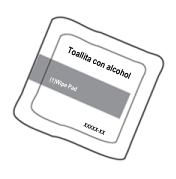 Toallita con alcohol
(1)Wipe Pad
XXXXX-XX